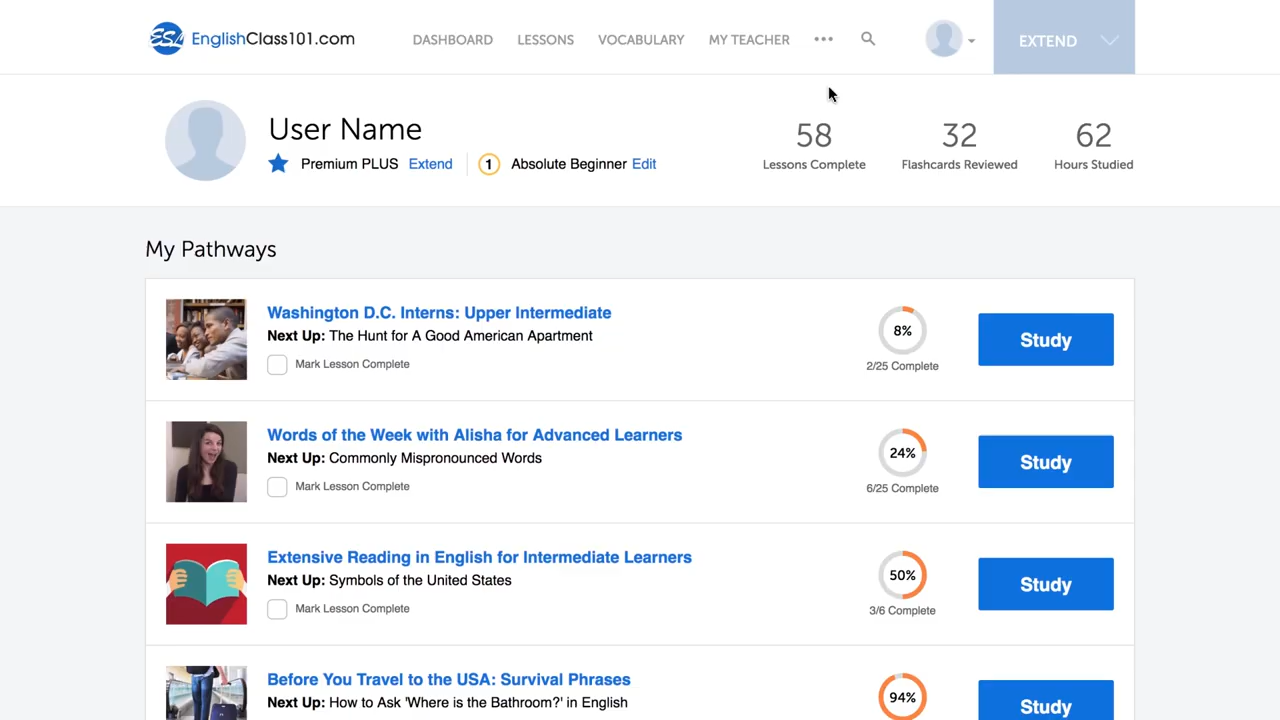 ESL EnglishClass101.com DASHBOARD LESSONS VOCABULARY MY TEACHER ••• EXTEND
User Name
Premium PLUS Extend 1 Absolute Beginner Edit
58 32 62
Lessons Complete Flashcards Reviewed Hours Studied
My Pathways
Washington D.C. Interns: Upper Intermediate
Next Up: The Hunt for A Good American Apartment
Mark Lesson Complete
8%
2/25 Complete
Study
Words of the Week with Alisha for Advanced Learners
Next Up: Commonly Mispronounced Words
Mark Lesson Complete
24%
6/25 Complete
Study
Extensive Reading in English for Intermediate Learners
Next Up: Symbols of the United States
Mark Lesson Complete
50%
3/6 Complete
Study
Before You Travel to the USA: Survival Phrases
Next Up: How to Ask 'Where is the Bathroom?' in English
94%
Study